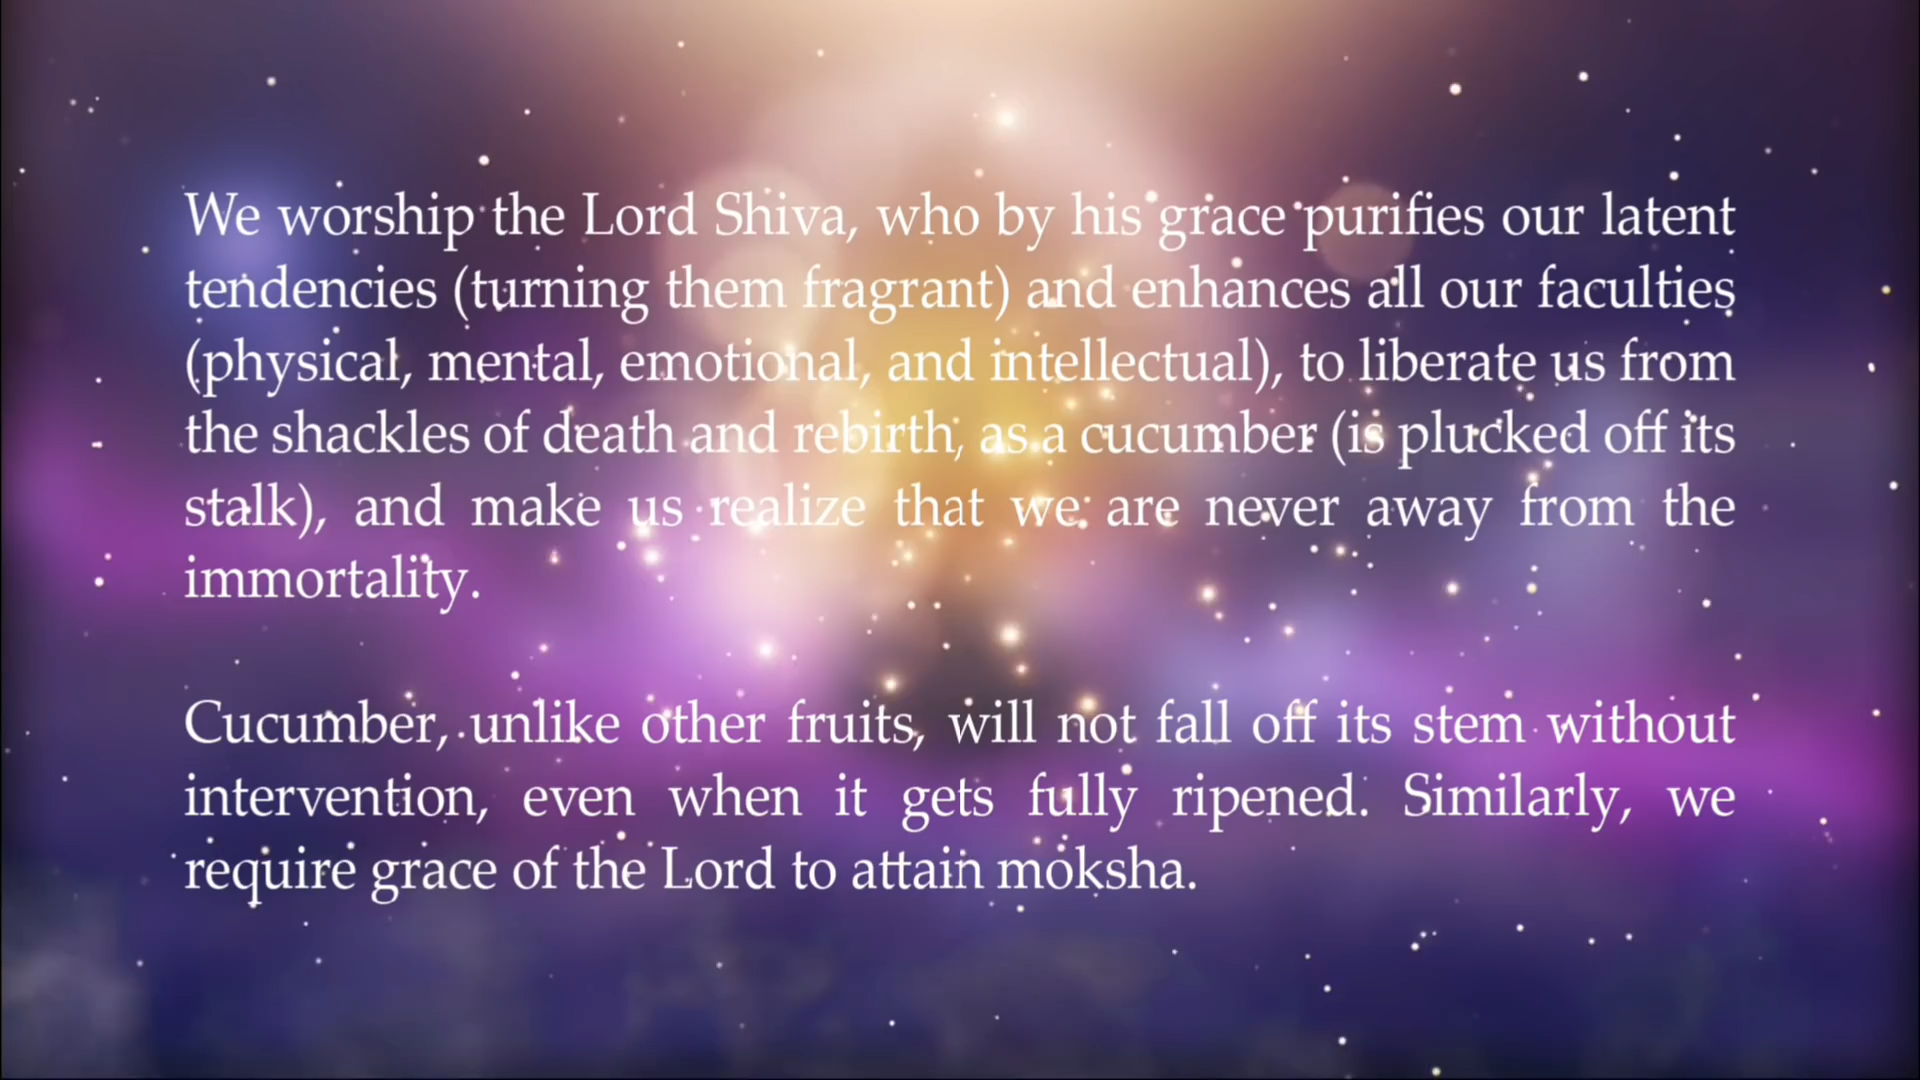 We worship the Lord Shiva, who by his grace purifies our latent
tendencies (turning them fragrant) and enhances all our faculties
(physical, mental, emotional, and intellectual), to liberate us from
the shackles of death and rebirth, as a cucumber (is plucked off its
stalk), and make us realize that we are never away from the
immortality.
Cucumber, unlike other fruits, will not fall off its stem without
intervention, even when it gets fully ripened. Similarly, we
require grace of the Lord to attain moksha.